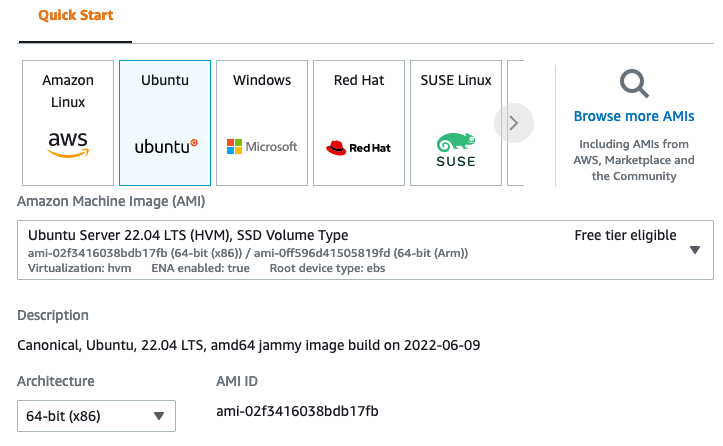 Quick Start
Amazon
Linux
aws
Ubuntu
ubuntu
Windows
Microsoft
Red Hat
Red Hat
SUSE Linux
SUSE
Browse more AMIs
Including AMIs from
AWS, Marketplace and
the Community
Amazon Machine Image (AMI)
Ubuntu Server 22.04 LTS (HVM), SSD Volume Type
Free tier eligible
ami-02f3416038bdb17fb (64-bit (x86)) / ami-0ff596d41505819fd (64-bit (Arm))
Virtualization: hvm ENA enabled: true Root device type: ebs
Description
Canonical, Ubuntu, 22.04 LTS, amd64 jammy image build on 2022-06-09
Architecture
AMI ID
64-bit (x86)
ami-02f3416038bdb17fb